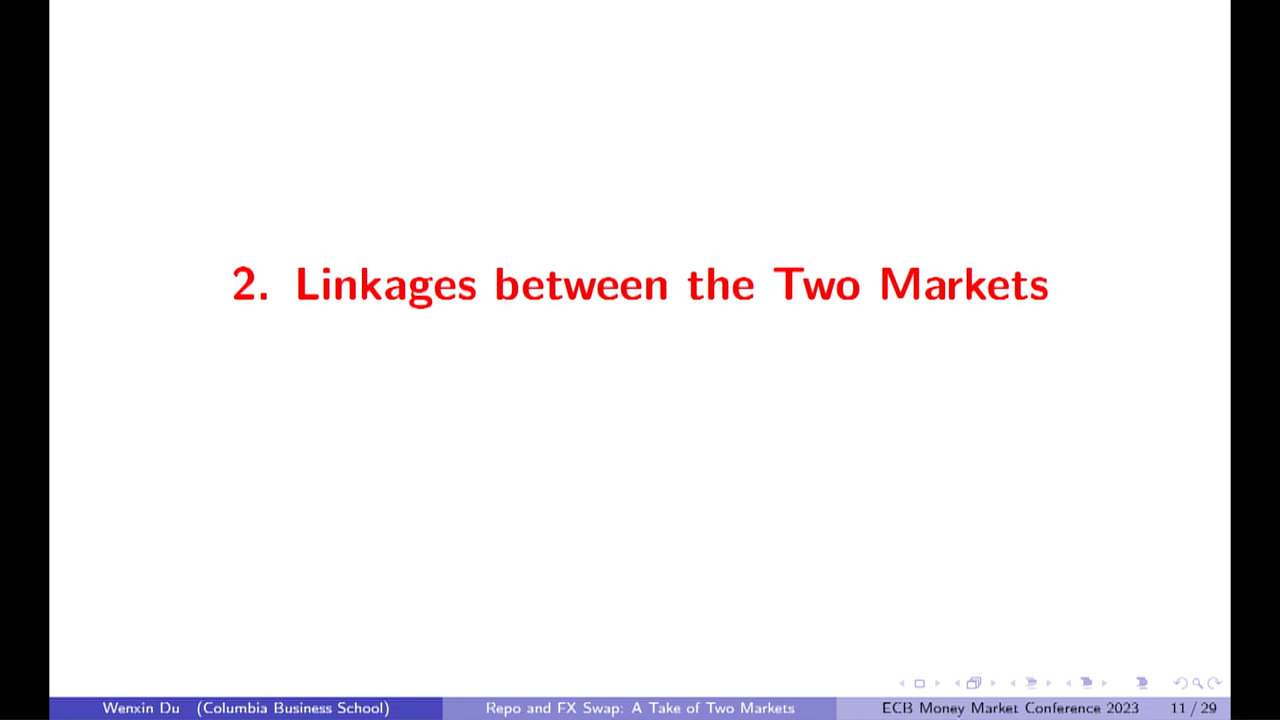 2. Linkages between the Two Markets
Wenxin Du (Columbia Business School) Repo and FX Swap: A Take of Two Markets ECB Money Market Conference 2023 11 / 29